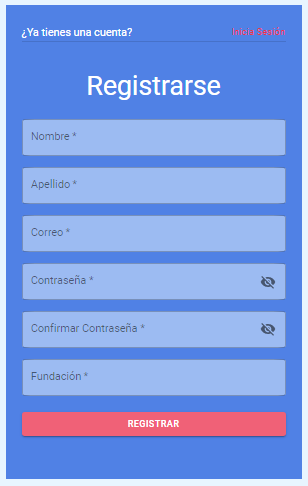 ¿Ya tienes una cuenta? Inicia Sesión
Registrarse
Nombre *
Apellido *
Correo *
Contraseña *
Confirmar Contraseña *
Fundación *
REGISTRAR